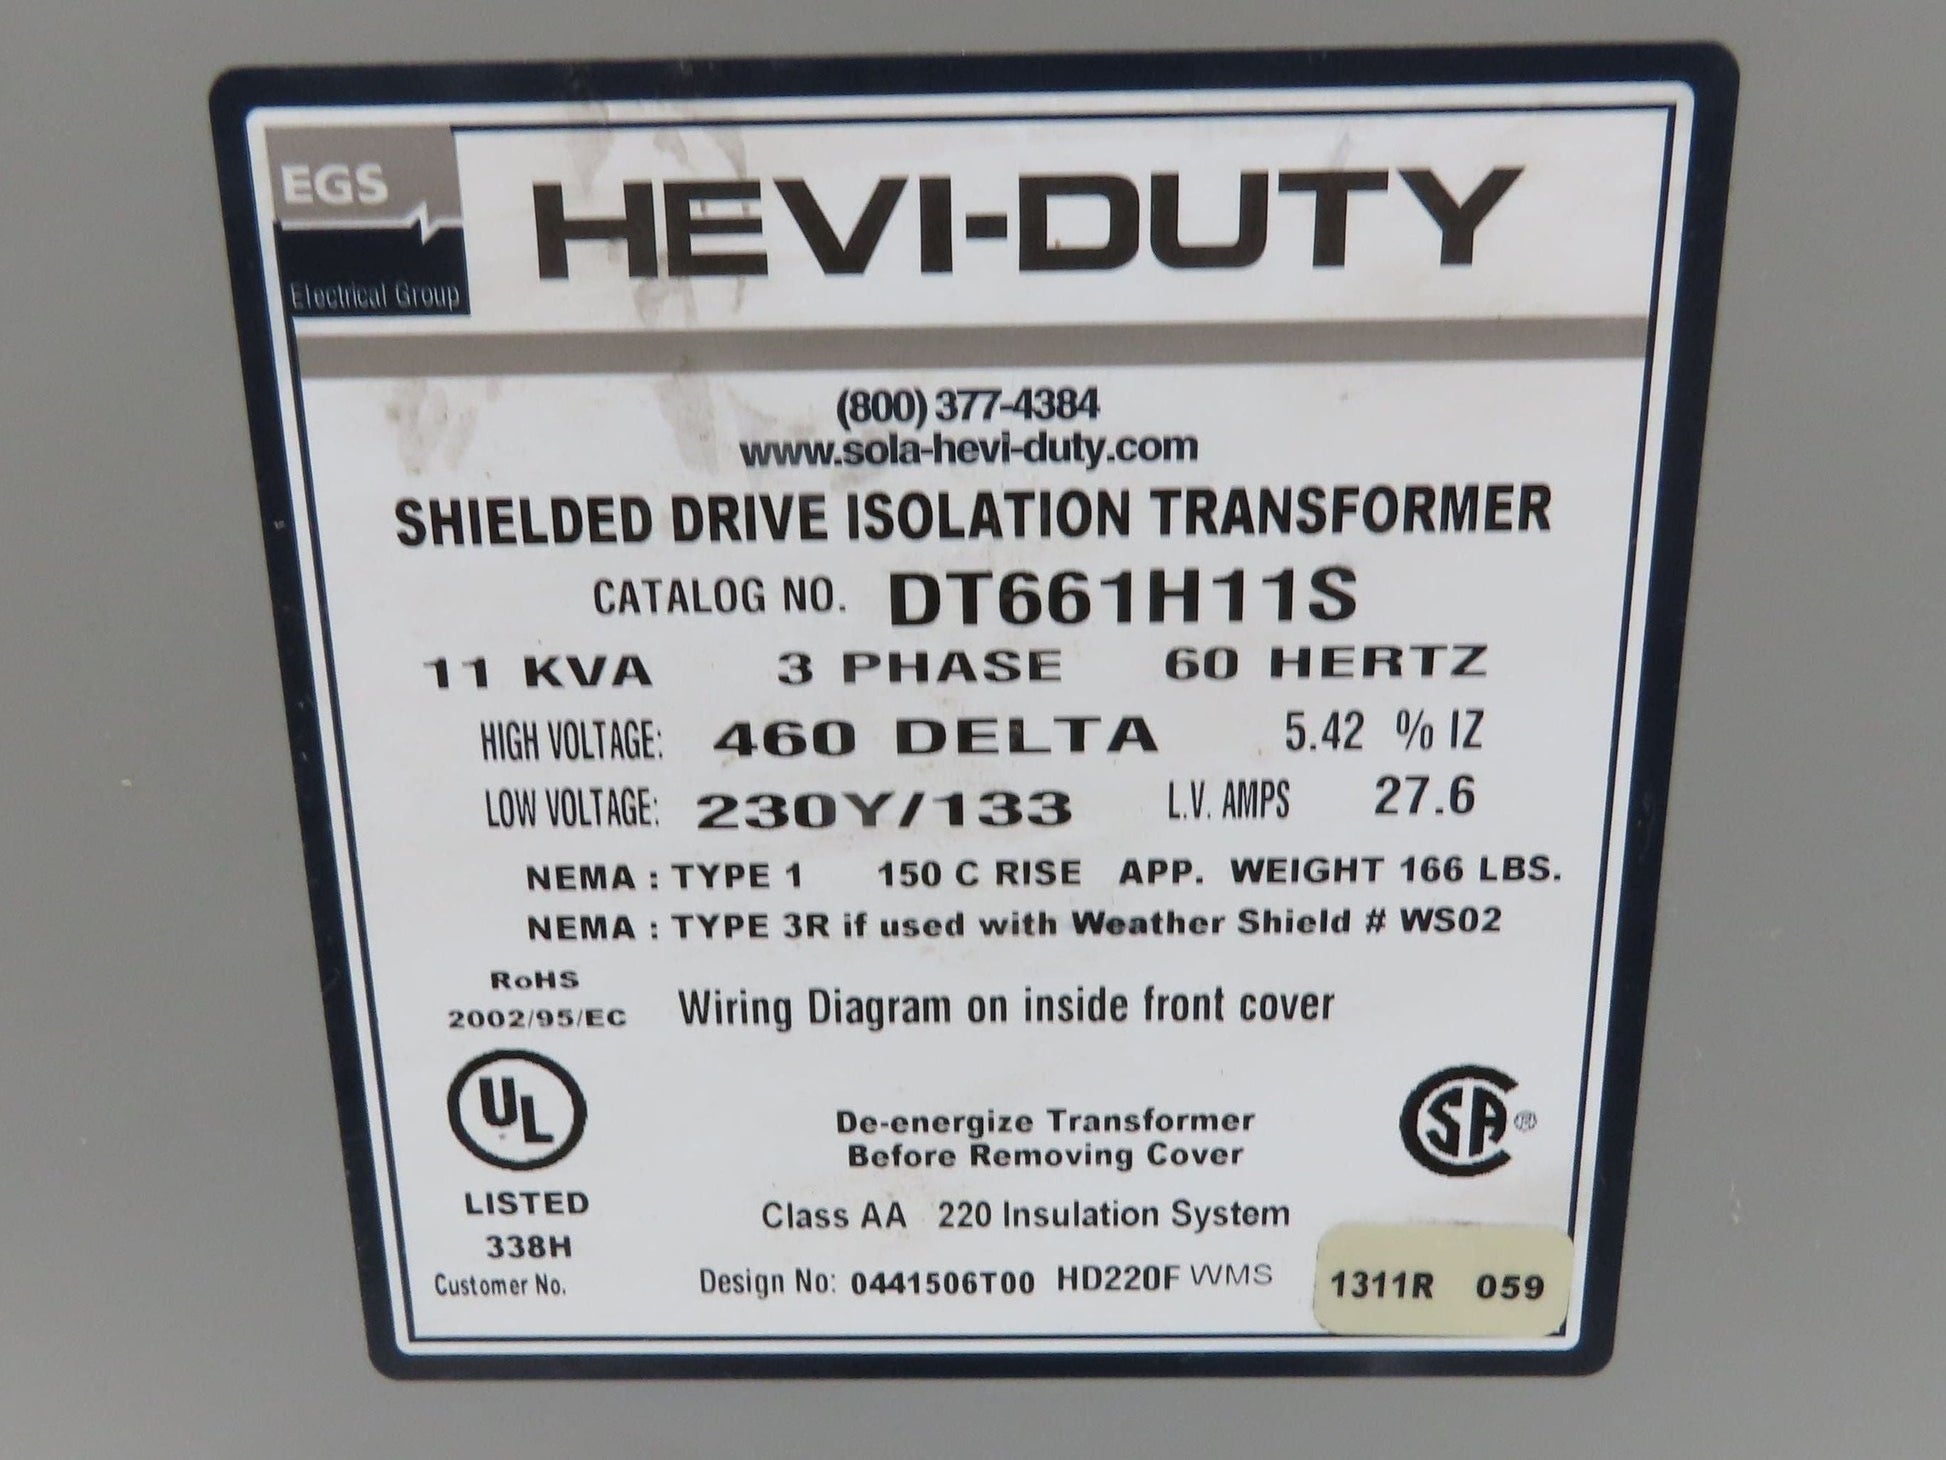 EGS
Electrical Group
HEVI-DUTY
(800) 377-4384
www.sola-hevi-duty.com
SHIELDED DRIVE ISOLATION TRANSFORMER
CATALOG NO. DT661H11S
11 KVA 3 PHASE 60 HERTZ
HIGH VOLTAGE: 460 DELTA 5.42 % IZ
LOW VOLTAGE: 230Y/133 L.V. AMPS 27.6
NEMA : TYPE 1 150 C RISE APP. WEIGHT 166 LBS.
NEMA : TYPE 3R if used with Weather Shield # WS02
RoHS
2002/95/EC
Wiring Diagram on inside front cover
UL
LISTED
338H
De-energize Transformer
Before Removing Cover
CSA ®
Class AA 220 Insulation System
Customer No.
Design No: 0441506T00 HD220F WMS
1311R 059